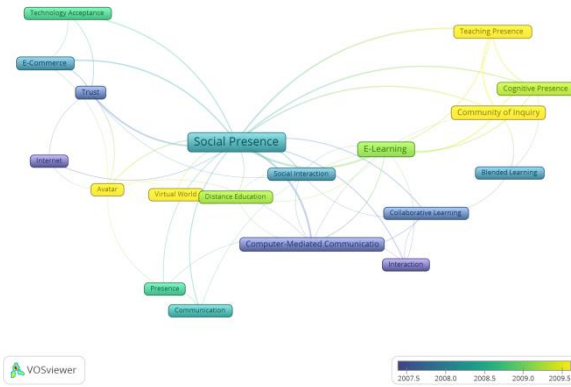 Technology Acceptance
Teaching Presence
E-Commerce
Cognitive Presence
Trust
Community of Inquiry
Social Presence
E-Learning
Internet
Social Interaction
Blended Learning
Avatar
Virtual World
Distance Education
Collaborative Learning
Computer-Mediated Communicatio
Interaction
Presence
Communication
VOSviewer
2007.5 2008.0 2008.5 2009.0 2009.5